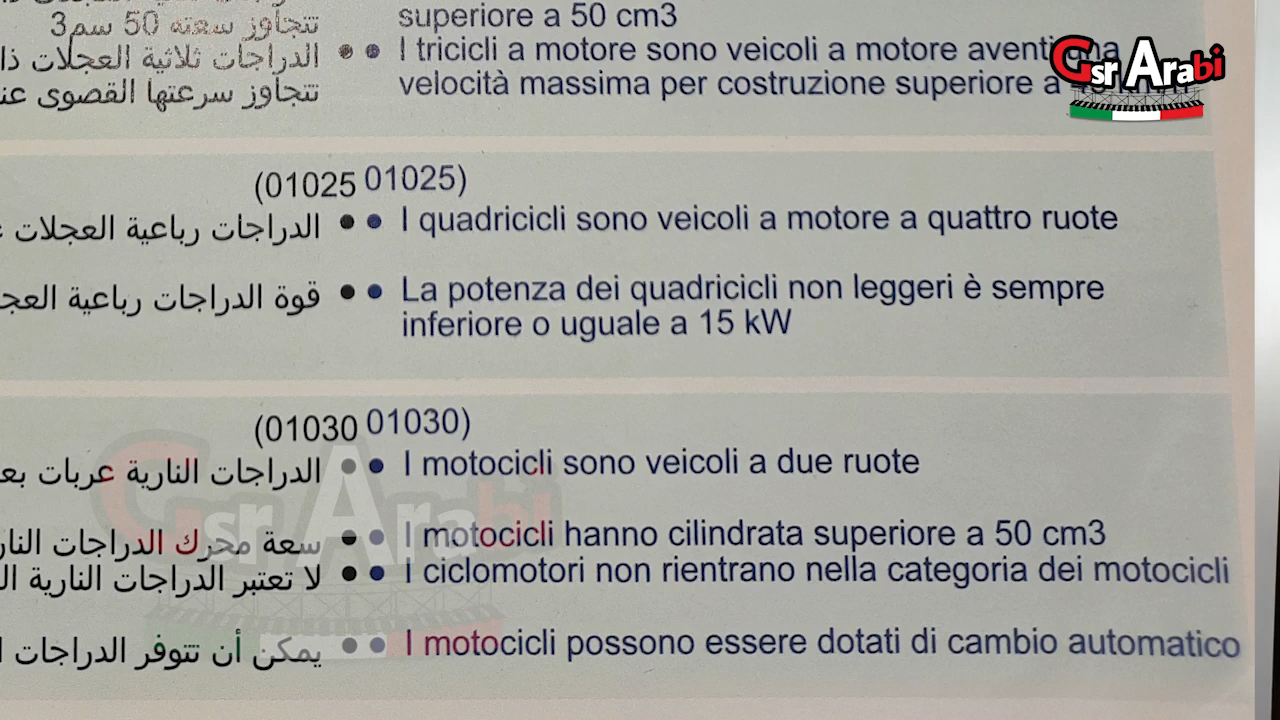 superiore a 50 cm3
تتجاوز سعته 50 سم3
• I tricicli a motore sono veicoli a motore aventi
الدراجات ثلاثية العجلات •
velocità massima per costruzione superiore a
تتجاوز سرعتها القصوى
(01025 01025)
• I quadricicli sono veicoli a motore a quattro ruote
الدراجات رباعية العجلات •
• La potenza dei quadricicli non leggeri è sempre
قوة الدراجات رباعية •
inferiore o uguale a 15 kW
(01030 01030)
• I motocicli sono veicoli a due ruote
الدراجات النارية عربات •
• I motocicli hanno cilindrata superiore a 50 cm3
سعة محرك الدراجات •
• I ciclomotori non rientrano nella categoria dei motocicli
لا تعتبر الدراجات النارية •
• I motocicli possono essere dotati di cambio automatico
يمكن أن تتوفر الدراجات •
Gsr Arabi
Gsr Arabi